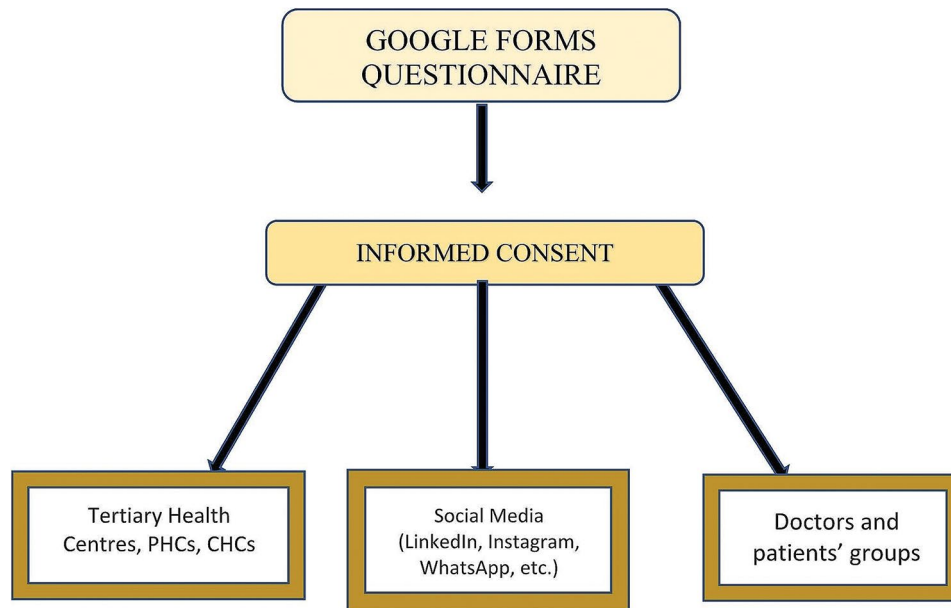 GOOGLE FORMS
QUESTIONNAIRE
INFORMED CONSENT
Tertiary Health
Centres, PHCs, CHCs
Social Media
(LinkedIn, Instagram,
WhatsApp, etc.)
Doctors and
patients’ groups